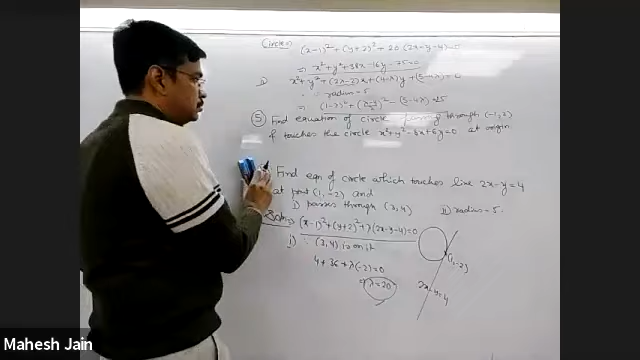 Circle
(x-1)² + (y+2)² + 20 (2x-y-4)=0
⇒ x² + y² + 38x - 16y - 75=0
ii) x² + y² + (2λ-2)x + (4-λ)y + (5-4λ) = 0
∴ radius = 5
⇒ (1-λ)² + (λ-4/2)² - (5-4λ) = 25
⑤ Find equation of circle passing through (-1,2)
& touches the circle x² + y² - 8x + 6y = 0 at origin
Find eqn of circle which touches line 2x-y=4
at point (1,-2) and
i) passes through (3,4) ii) radius = 5.
Soln ⇒ (x-1)² + (y+2)² + λ(2x-y-4)=0
i) ∵ (3,4) is on it
4 + 36 + λ(-2) = 0
⇒ λ = 20
(1,-2)
2x-y=4
Mahesh Jain